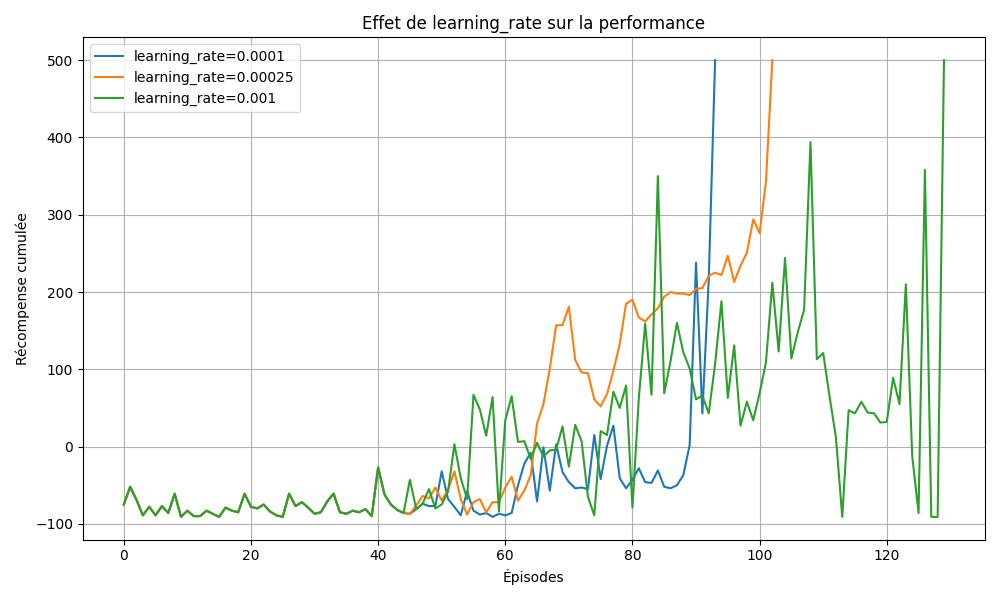 Effet de learning_rate sur la performance
learning_rate=0.0001
learning_rate=0.00025
learning_rate=0.001
Récompense cumulée
500
400
300
200
100
0
−100
0
20
40
60
80
100
120
Épisodes